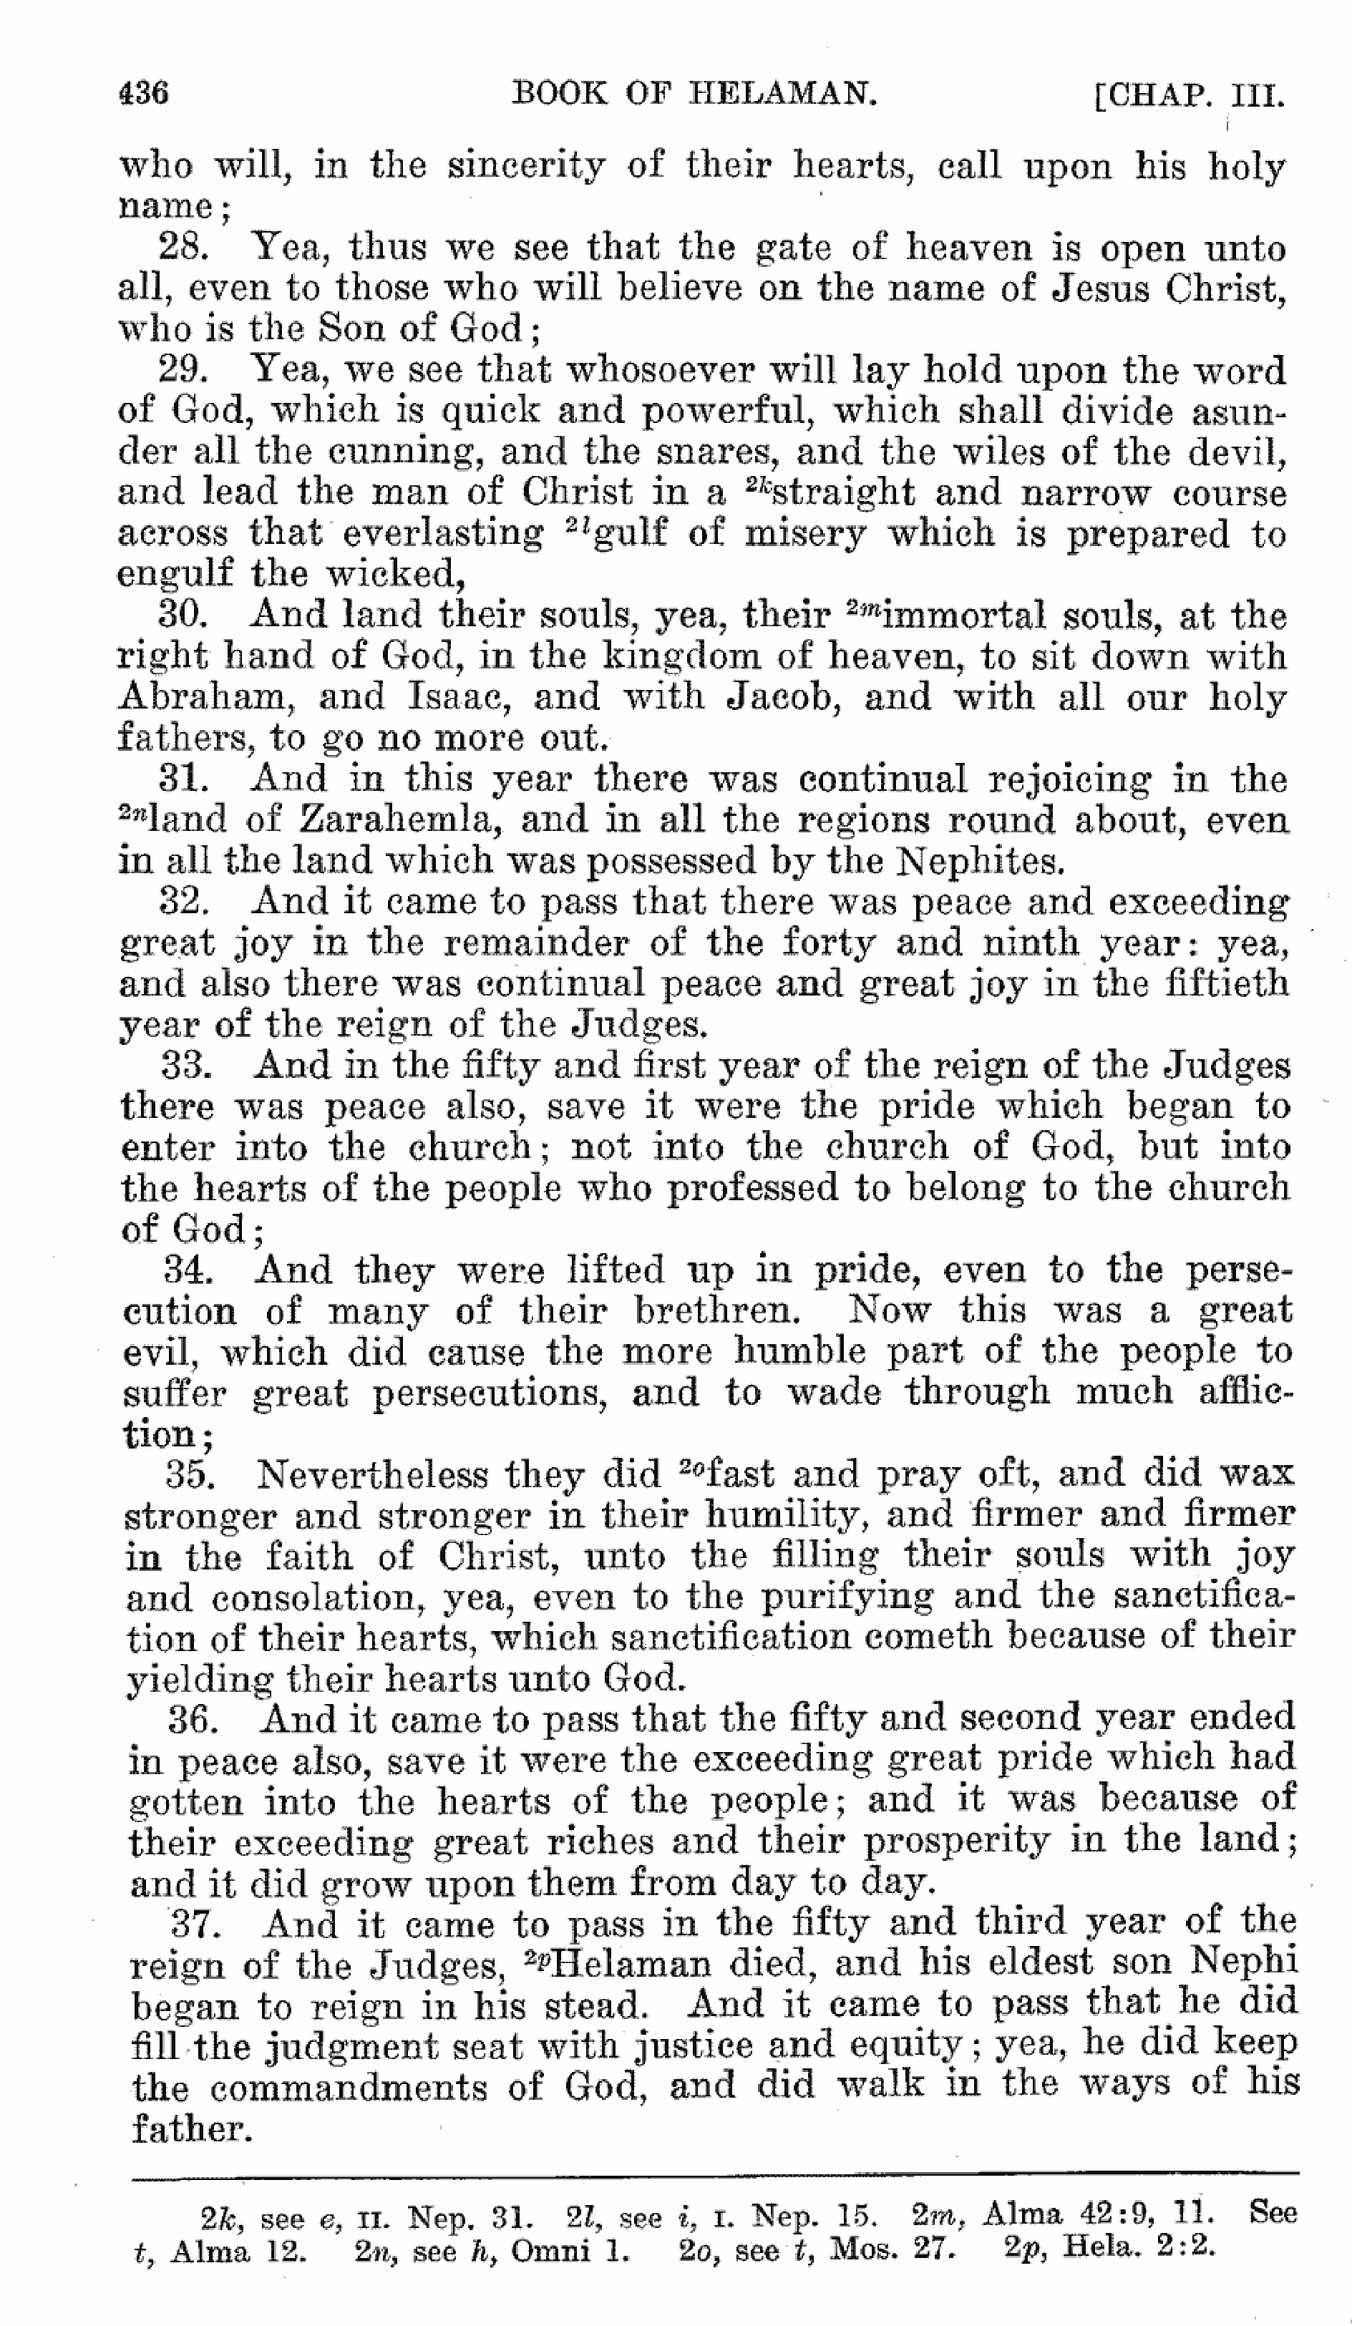 436 BOOK OF HELAMAN. [CHAP. III.
who will, in the sincerity of their hearts, call upon his holy
name;
28. Yea, thus we see that the gate of heaven is open unto
all, even to those who will believe on the name of Jesus Christ,
who is the Son of God;
29. Yea, we see that whosoever will lay hold upon the word
of God, which is quick and powerful, which shall divide asun-
der all the cunning, and the snares, and the wiles of the devil,
and lead the man of Christ in a 2kstraight and narrow course
across that everlasting 2lgulf of misery which is prepared to
engulf the wicked,
30. And land their souls, yea, their 2mimmortal souls, at the
right hand of God, in the kingdom of heaven, to sit down with
Abraham, and Isaac, and with Jacob, and with all our holy
fathers, to go no more out.
31. And in this year there was continual rejoicing in the
2nland of Zarahemla, and in all the regions round about, even
in all the land which was possessed by the Nephites.
32. And it came to pass that there was peace and exceeding
great joy in the remainder of the forty and ninth year: yea,
and also there was continual peace and great joy in the fiftieth
year of the reign of the Judges.
33. And in the fifty and first year of the reign of the Judges
there was peace also, save it were the pride which began to
enter into the church; not into the church of God, but into
the hearts of the people who professed to belong to the church
of God;
34. And they were lifted up in pride, even to the perse-
cution of many of their brethren. Now this was a great
evil, which did cause the more humble part of the people to
suffer great persecutions, and to wade through much afflic-
tion;
35. Nevertheless they did 2ofast and pray oft, and did wax
stronger and stronger in their humility, and firmer and firmer
in the faith of Christ, unto the filling their souls with joy
and consolation, yea, even to the purifying and the sanctifica-
tion of their hearts, which sanctification cometh because of their
yielding their hearts unto God.
36. And it came to pass that the fifty and second year ended
in peace also, save it were the exceeding great pride which had
gotten into the hearts of the people; and it was because of
their exceeding great riches and their prosperity in the land;
and it did grow upon them from day to day.
37. And it came to pass in the fifty and third year of the
reign of the Judges, 2pHelaman died, and his eldest son Nephi
began to reign in his stead. And it came to pass that he did
fill the judgment seat with justice and equity; yea, he did keep
the commandments of God, and did walk in the ways of his
father.
2k, see e, II. Nep. 31. 2l, see i, I. Nep. 15. 2m, Alma 42:9, 11. See
t, Alma 12. 2n, see h, Omni 1. 2o, see t, Mos. 27. 2p, Hela. 2:2.